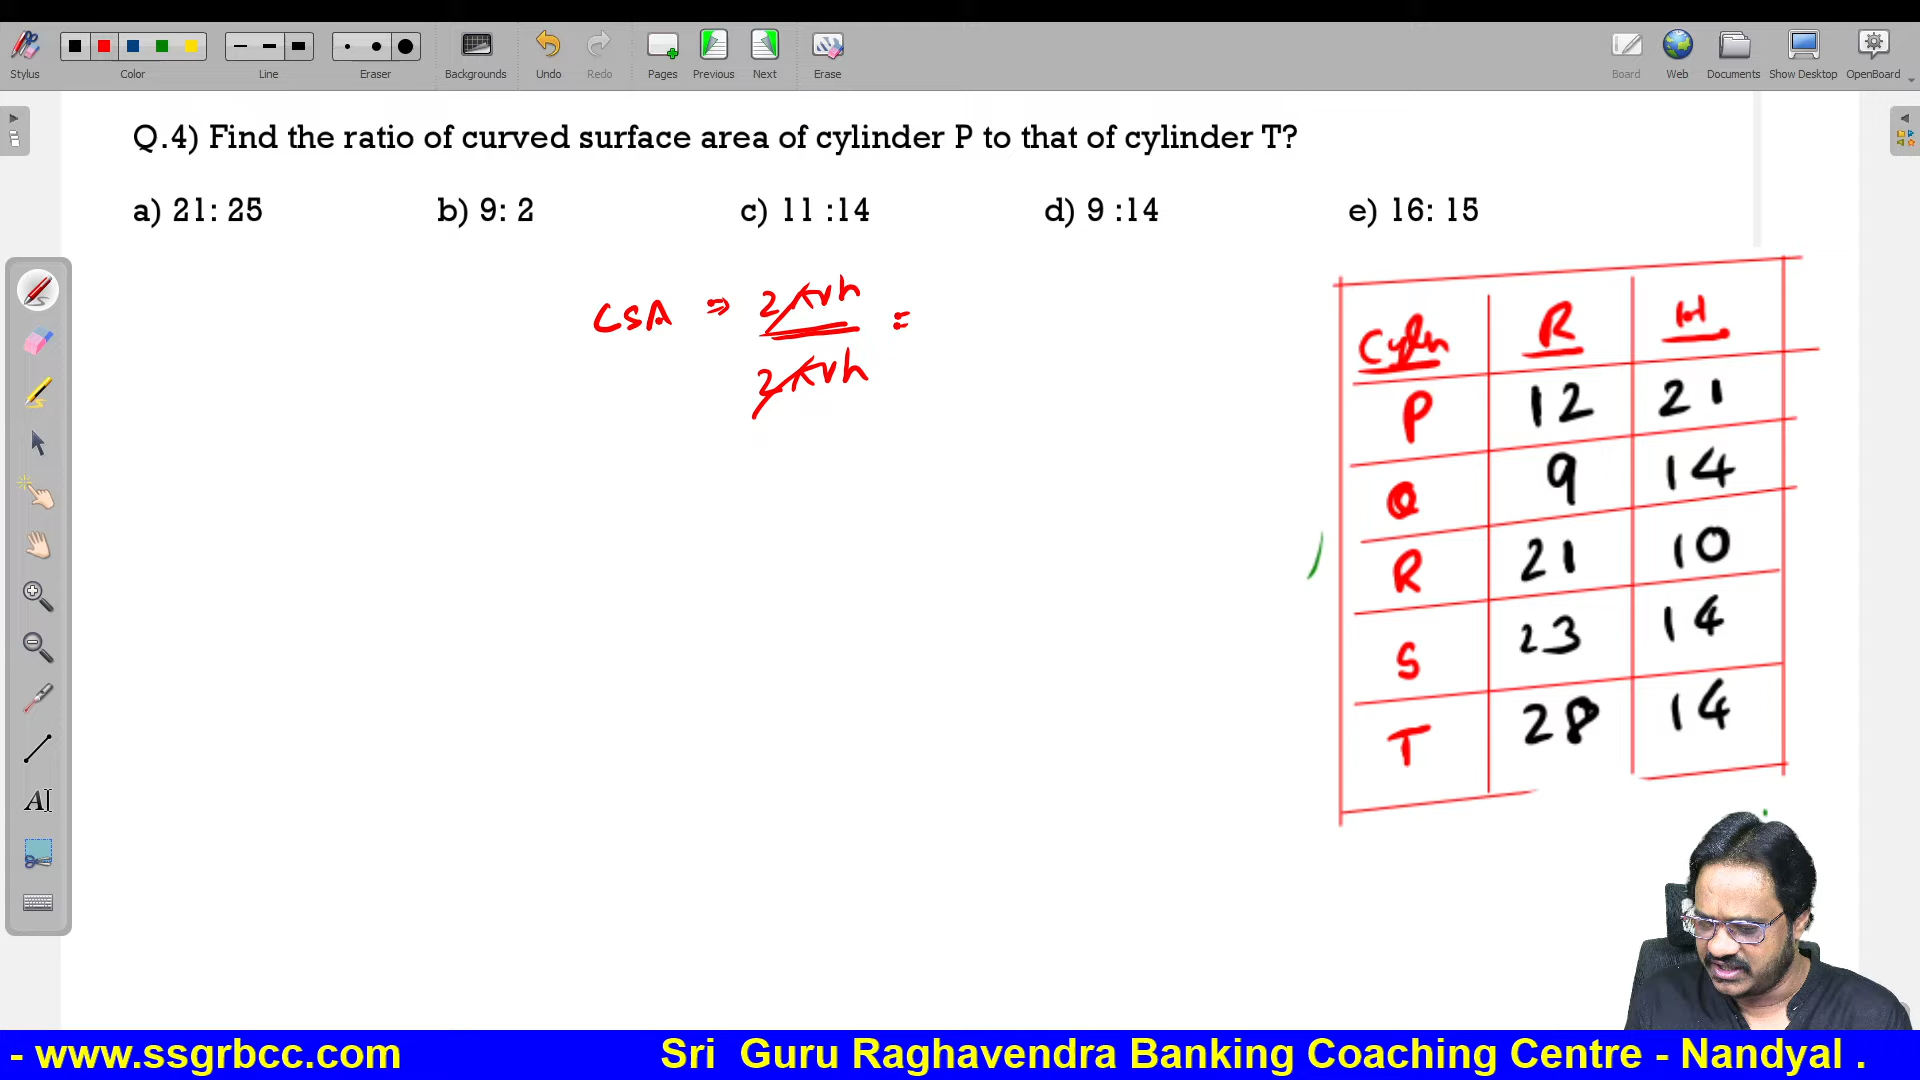 Stylus Color Line Eraser Backgrounds Undo Redo Pages Previous Next Erase Board Web Documents Show Desktop OpenBoard
Q.4) Find the ratio of curved surface area of cylinder P to that of cylinder T?
a) 21: 25 b) 9: 2 c) 11 :14 d) 9 :14 e) 16: 15
CSA ⇒ 2πrh =
2πrh
R H
P 12 21
Q 9 14
R 21 10
S 23 14
T 28 14
- www.ssgrbcc.com Sri Guru Raghavendra Banking Coaching Centre - Nandyal .